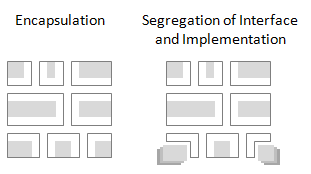 Encapsulation
Segregation of Interface
and Implementation